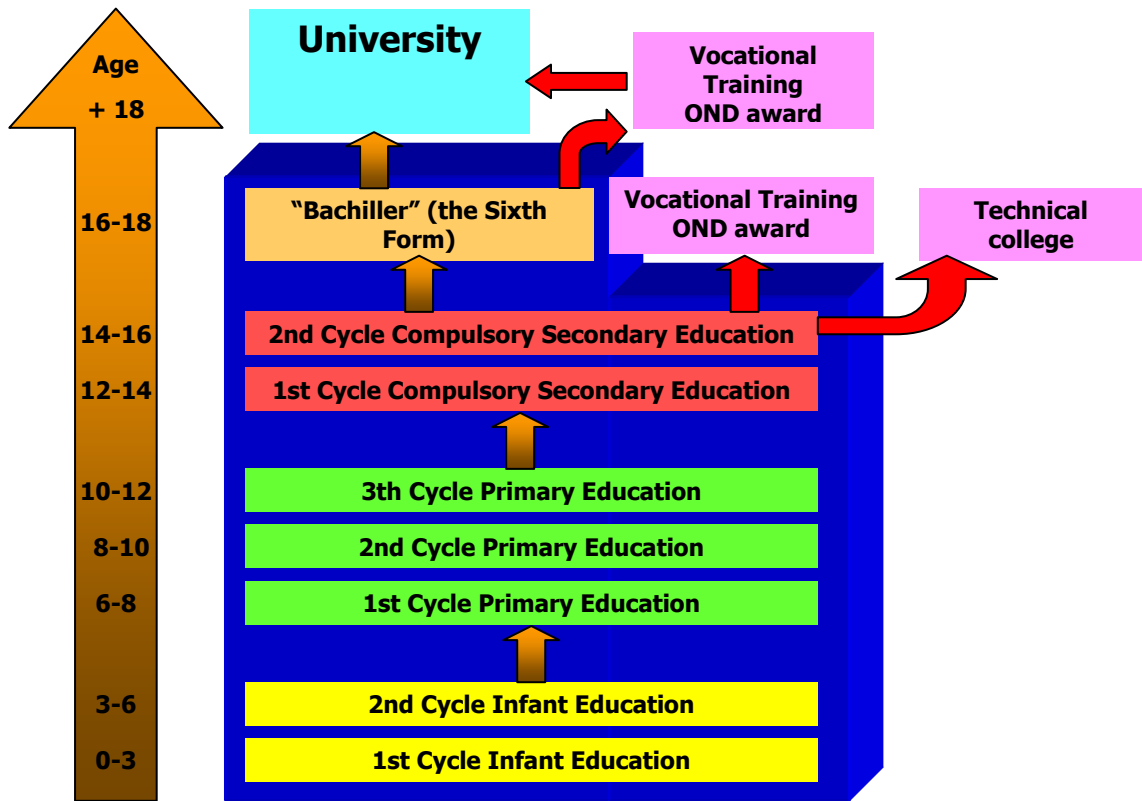 University
Age
+ 18
Vocational
Training
OND award
16-18
“Bachiller” (the Sixth
Form)
Vocational Training
OND award
Technical
college
14-16
2nd Cycle Compulsory Secondary Education
12-14
1st Cycle Compulsory Secondary Education
10-12
3th Cycle Primary Education
8-10
2nd Cycle Primary Education
6-8
1st Cycle Primary Education
3-6
2nd Cycle Infant Education
0-3
1st Cycle Infant Education